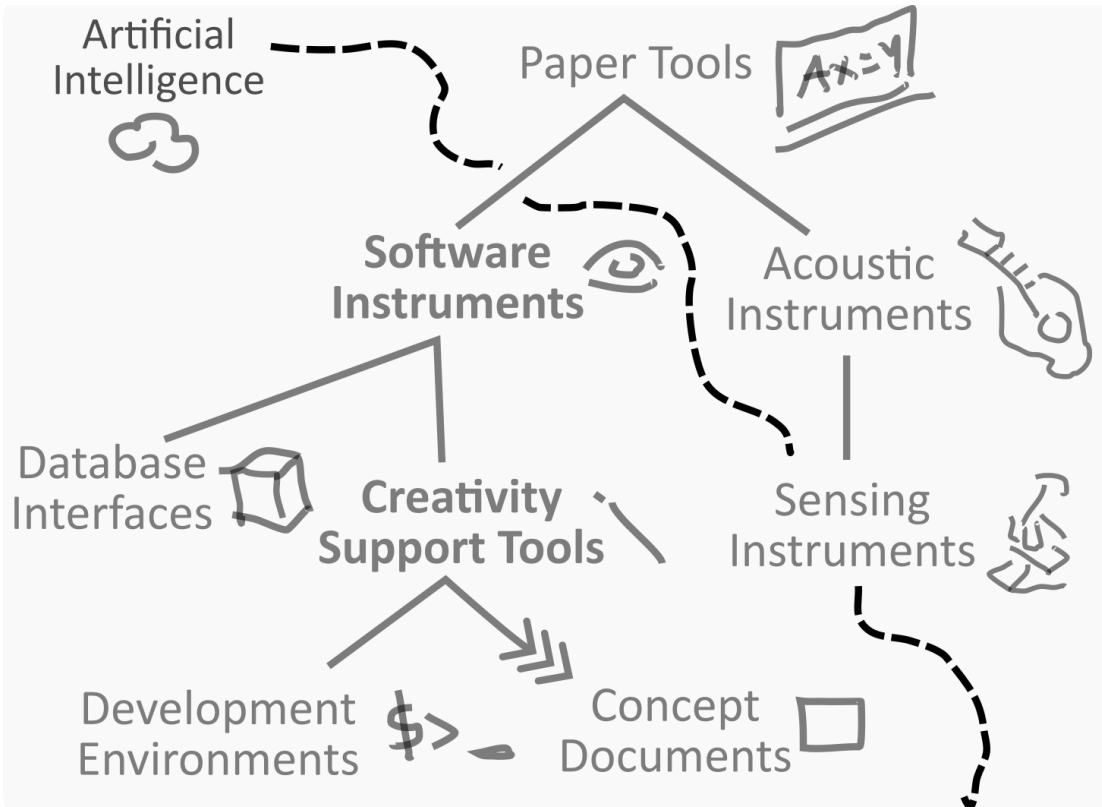 Artificial
Intelligence
Paper Tools
Ax=y
Software
Instruments
Acoustic
Instruments
Database
Interfaces
Creativity
Support Tools
Sensing
Instruments
Development
Environments
$>_
Concept
Documents